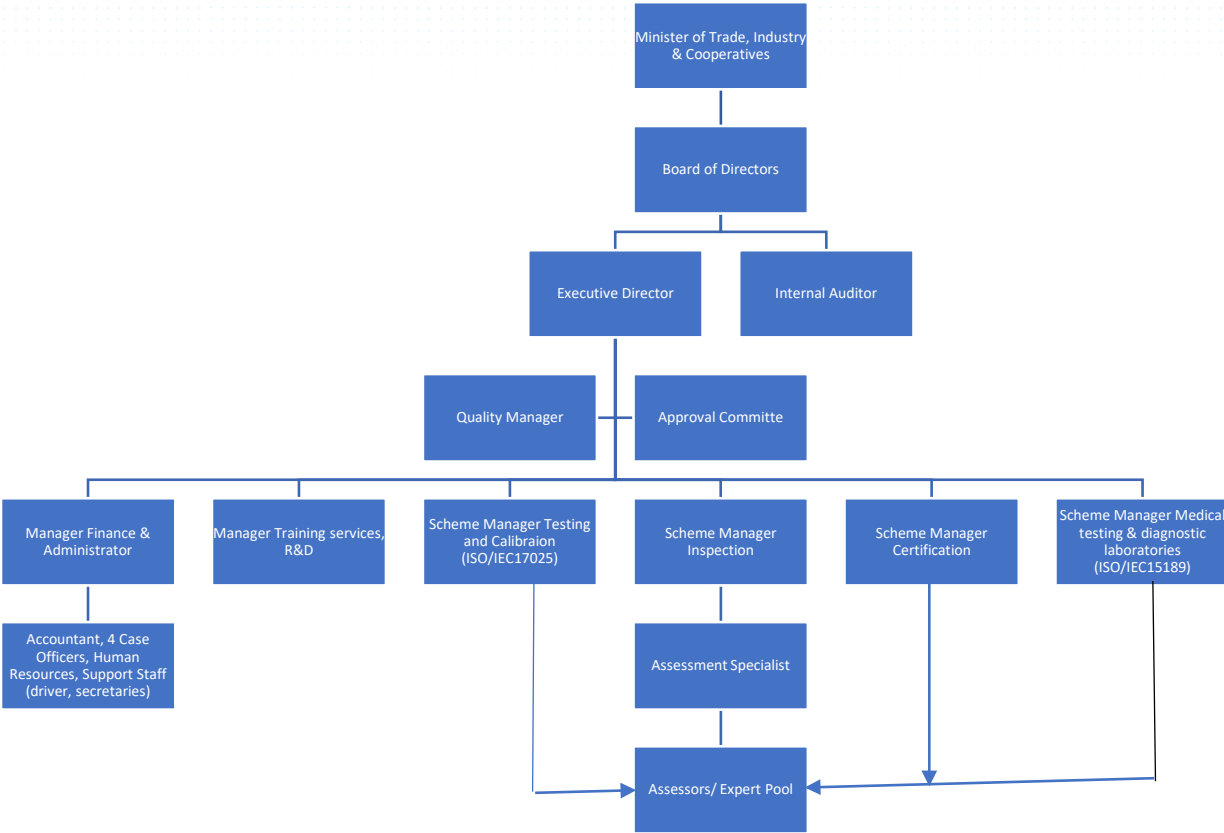 Minister of Trade, Industry
& Cooperatives
Board of Directors
Executive Director
Internal Auditor
Quality Manager
Approval Committe
Manager Finance &
Administrator
Manager Training services,
R&D
Scheme Manager Testing
and Calibraion
(ISO/IEC17025)
Scheme Manager
Inspection
Scheme Manager
Certification
Scheme Manager Medical
testing & diagnostic
laboratories
(ISO/IEC15189)
Accountant, 4 Case
Officers, Human
Resources, Support Staff
(driver, secretaries)
Assessment Specialist
Assessors/ Expert Pool